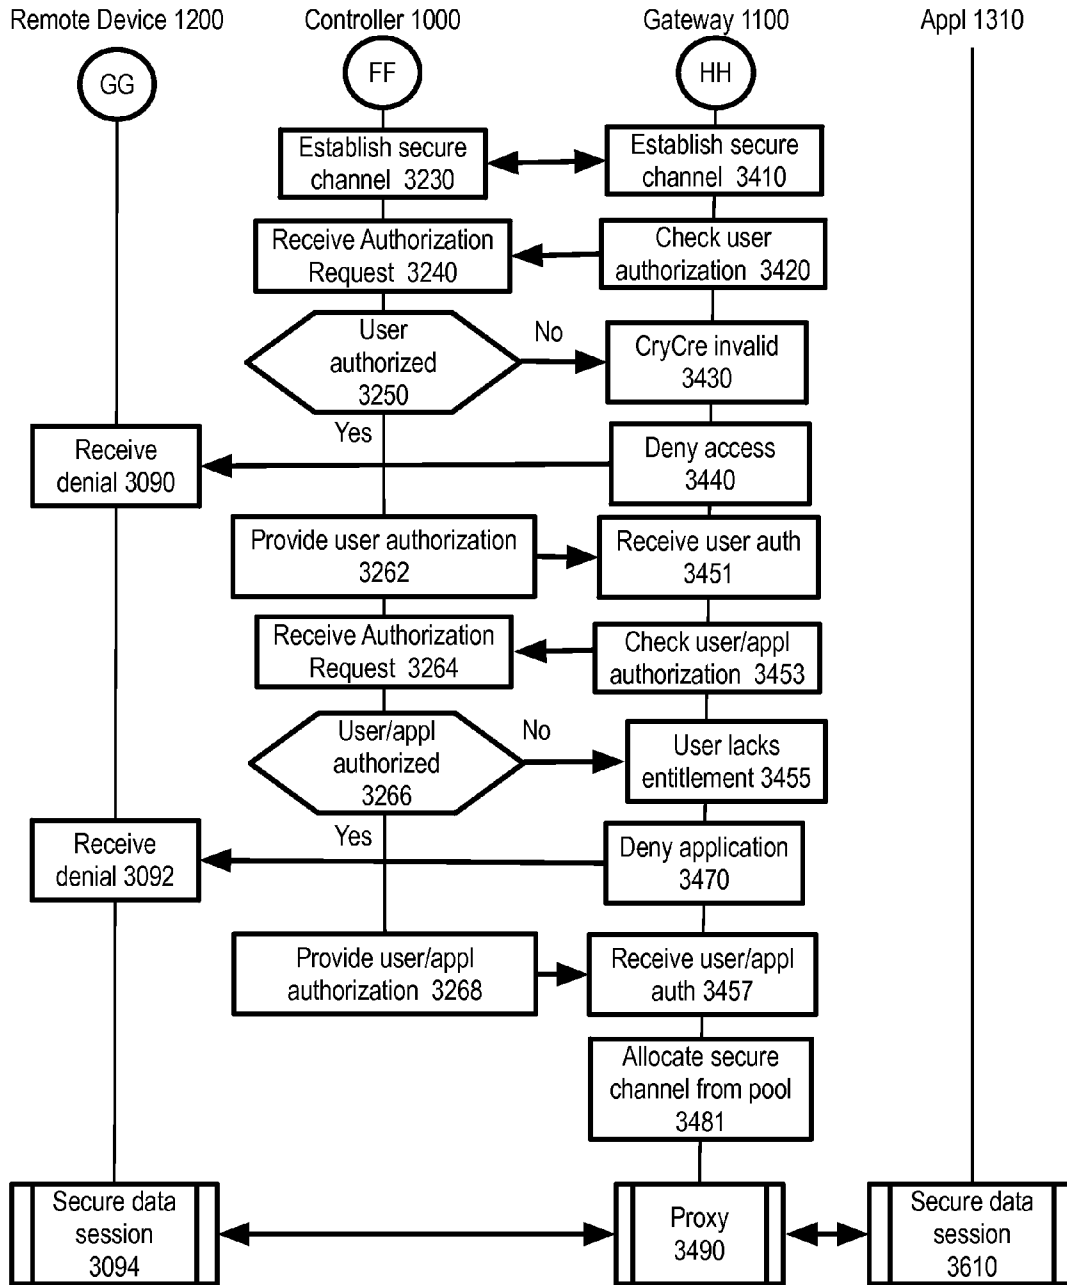 Remote Device 1200
Controller 1000
Gateway 1100
Appl 1310
GG
FF
HH
Establish secure
channel 3230
Establish secure
channel 3410
Receive Authorization
Request 3240
Check user
authorization 3420
User
authorized
3250
No
CryCre invalid
3430
Yes
Receive
denial 3090
Deny access
3440
Provide user authorization
3262
Receive user auth
3451
Receive Authorization
Request 3264
Check user/appl
authorization 3453
User/appl
authorized
3266
No
User lacks
entitlement 3455
Yes
Receive
denial 3092
Deny application
3470
Provide user/appl
authorization 3268
Receive user/appl
auth 3457
Allocate secure
channel from pool
3481
Secure data
session
3094
Proxy
3490
Secure data
session
3610